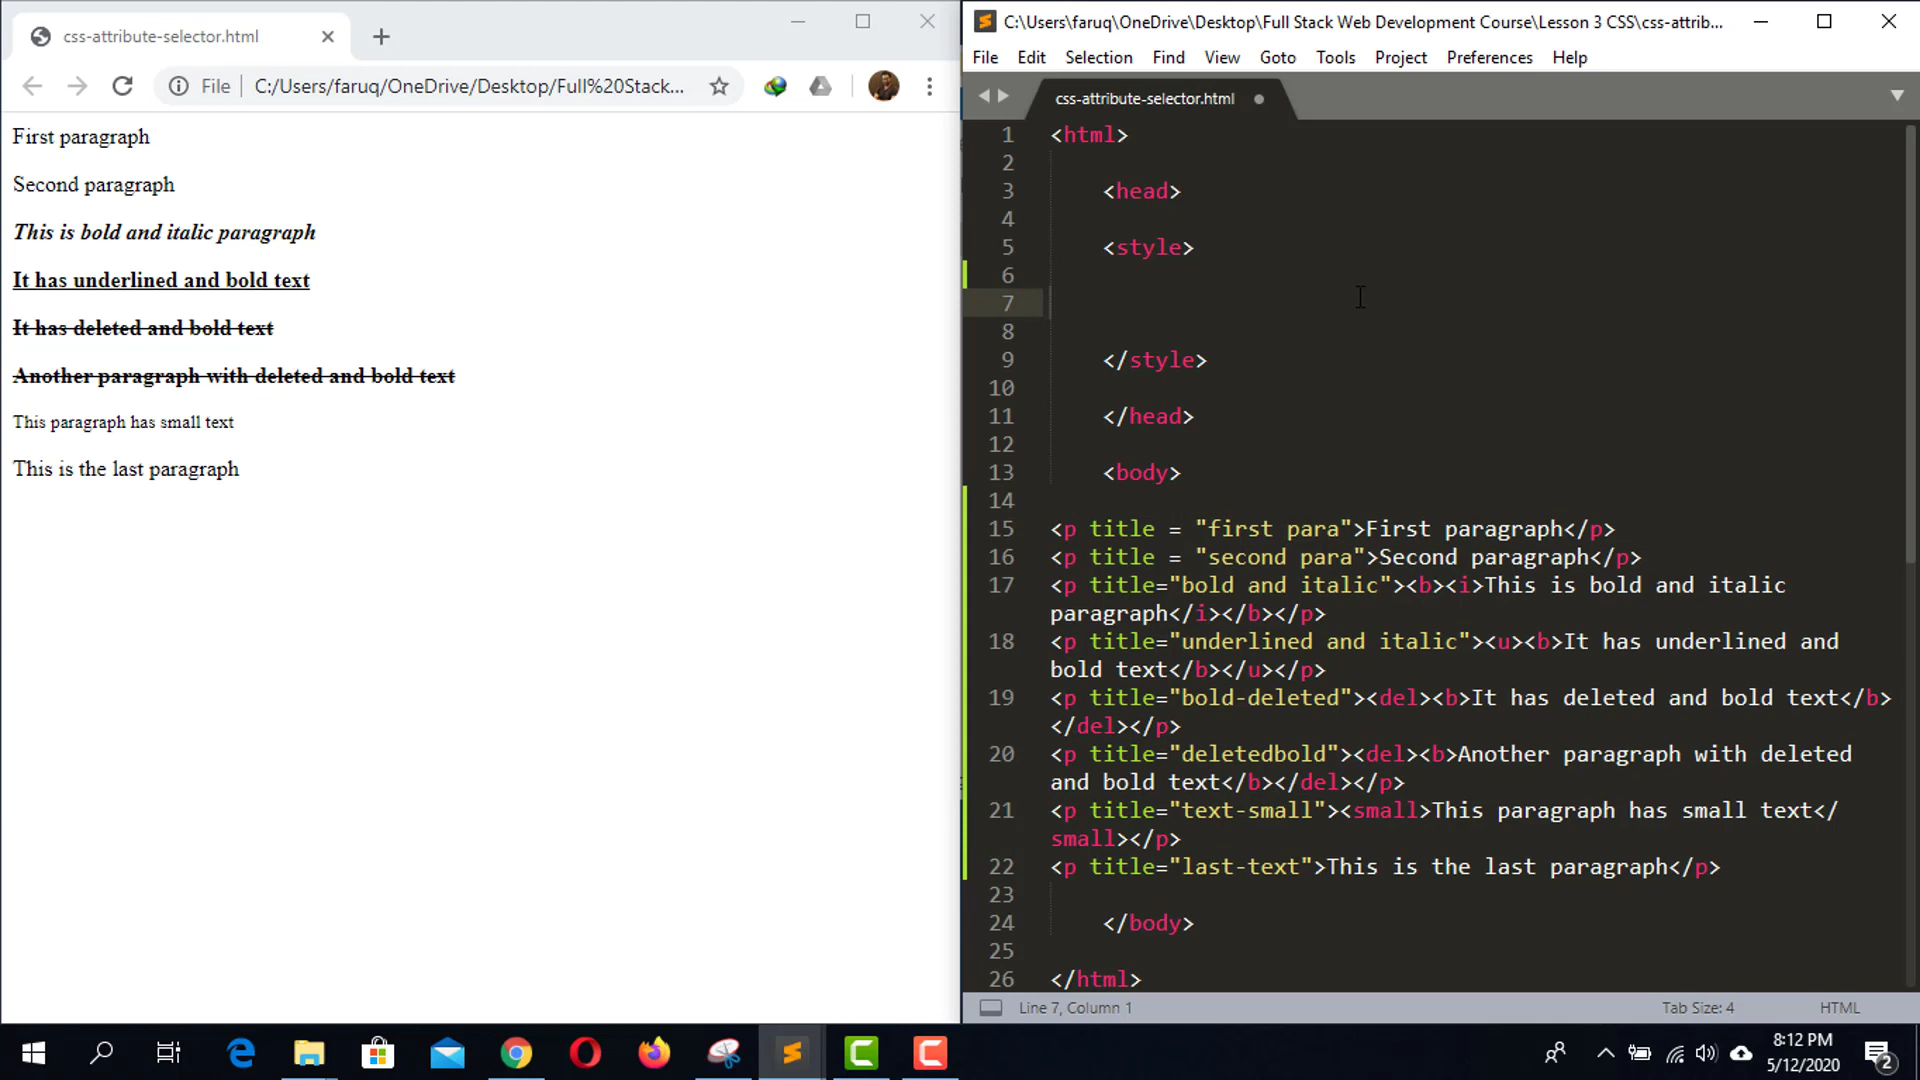 css-attribute-selector.html
File
C:/Users/faruq/OneDrive/Desktop/Full%20Stack...
First paragraph
Second paragraph
This is bold and italic paragraph
It has underlined and bold text
It has deleted and bold text
Another paragraph with deleted and bold text
This paragraph has small text
This is the last paragraph
C:\Users\faruq\OneDrive\Desktop\Full Stack Web Development Course\Lesson 3 CSS\css-attrib...
File Edit Selection Find View Goto Tools Project Preferences Help
css-attribute-selector.html
1 <html>
2
3 <head>
4
5 <style>
6
7
8
9 </style>
10
11 </head>
12
13 <body>
14
15 <p title = "first para">First paragraph</p>
16 <p title = "second para">Second paragraph</p>
17 <p title="bold and italic"><b><i>This is bold and italic
paragraph</i></b></p>
18 <p title="underlined and italic"><u><b>It has underlined and
bold text</b></u></p>
19 <p title="bold-deleted"><del><b>It has deleted and bold text</b>
</del></p>
20 <p title="deletedbold"><del><b>Another paragraph with deleted
and bold text</b></del></p>
21 <p title="text-small"><small>This paragraph has small text</
small></p>
22 <p title="last-text">This is the last paragraph</p>
23
24 </body>
25
26 </html>
Line 7, Column 1
Tab Size: 4
HTML
8:12 PM
5/12/2020
2